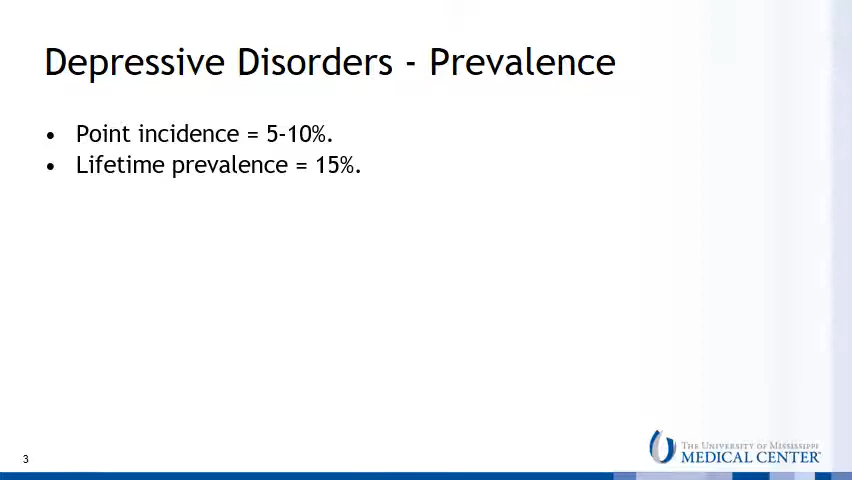 Depressive Disorders - Prevalence
• Point incidence = 5-10%.
• Lifetime prevalence = 15%.
3
THE UNIVERSITY OF MISSISSIPPI
MEDICAL CENTER